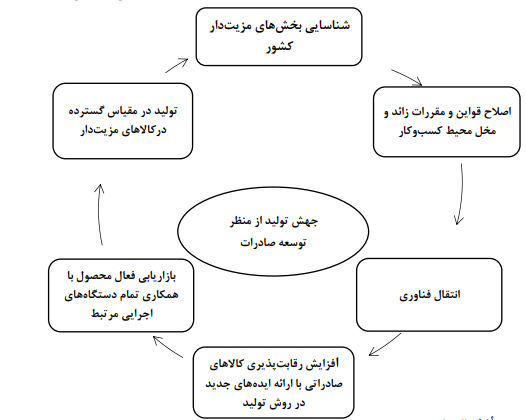 شناسایی بخش‌های مزیت‌دار
کشور
اصلاح قواین و مقررات زائد و
مخل محیط کسب‌وکار
انتقال فناوری
أفزایش رقابت‌پذیری کالاهای
صادراتی با ارائه ایده‌های جدید
در روش تولید
بازاریابی فعال محصول با
همکاری تمام دستگاه‌های
اجرایی مرتبط
تولید در مقیاس گسترده
درکالاهای مزیت‌دار
جهش تولید از منظر
توسعه صادرات